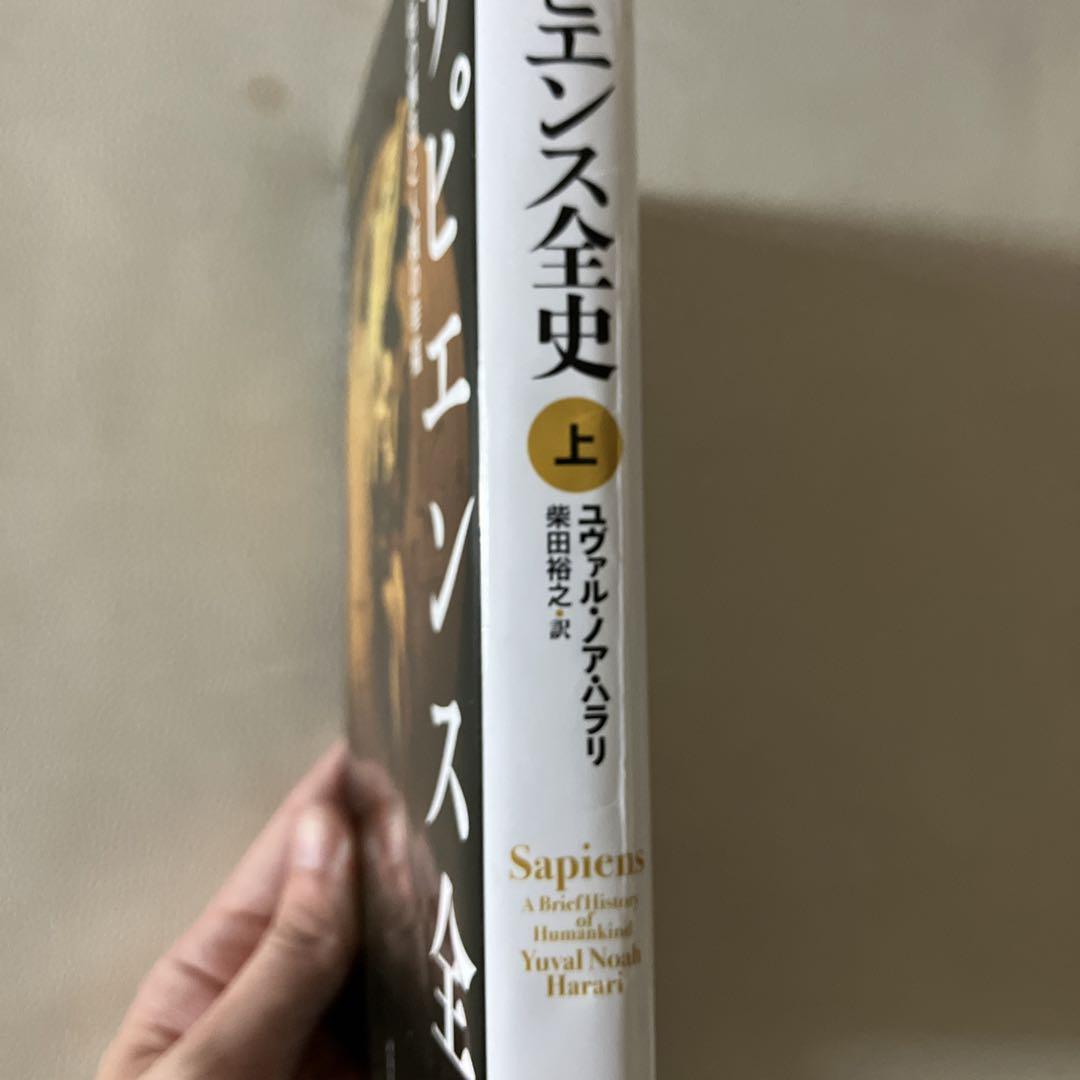 ピエンス全史
上
ユヴァル・ノア・ハラリ
柴田裕之・訳
Sapiens
A Brief History
of
Humankind
Yuval Noah
Harari
サピエンス全